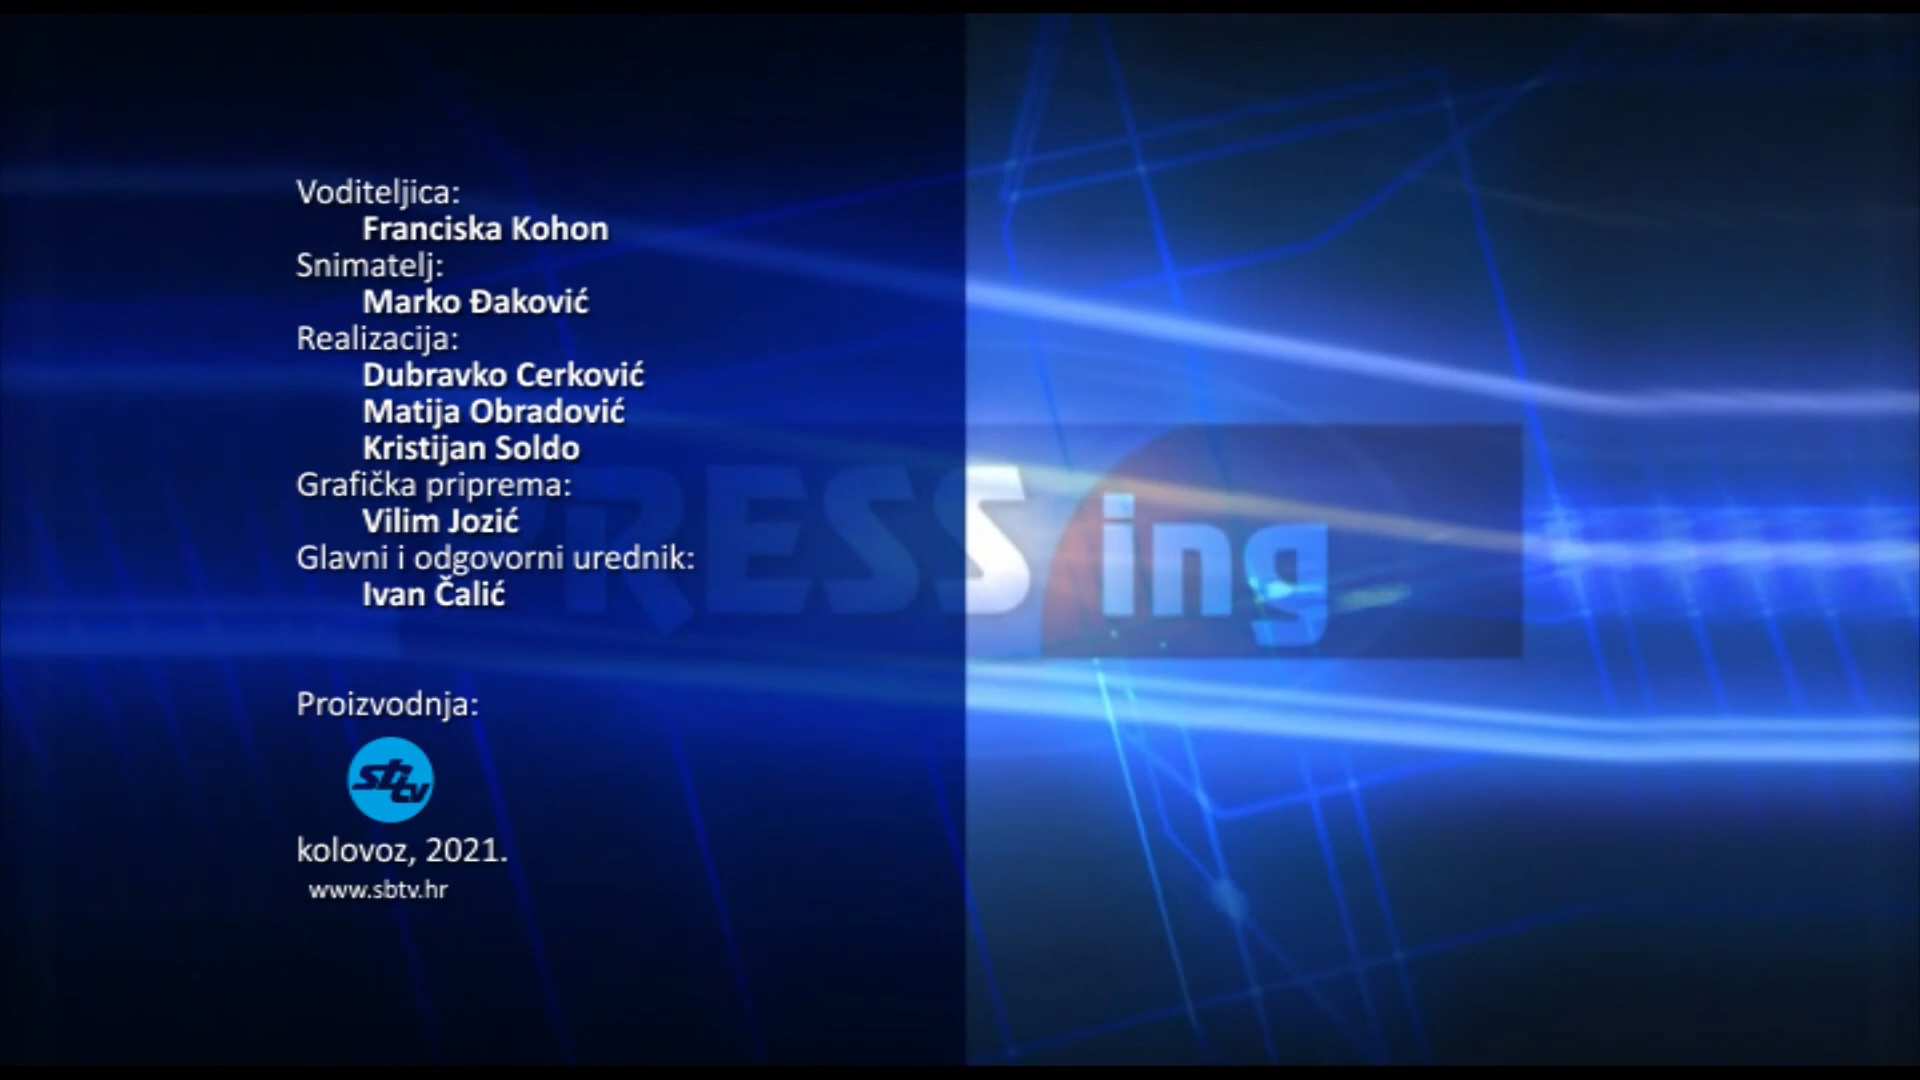 Voditeljica:
Franciska Kohon
Snimatelj:
Marko Đaković
Realizacija:
Dubravko Cerković
Matija Obradović
Kristijan Soldo
Grafička priprema:
Vilim Jozić
Glavni i odgovorni urednik:
Ivan Čalić
PRESSing
Proizvodnja:
sbtv
kolovoz, 2021.
www.sbtv.hr